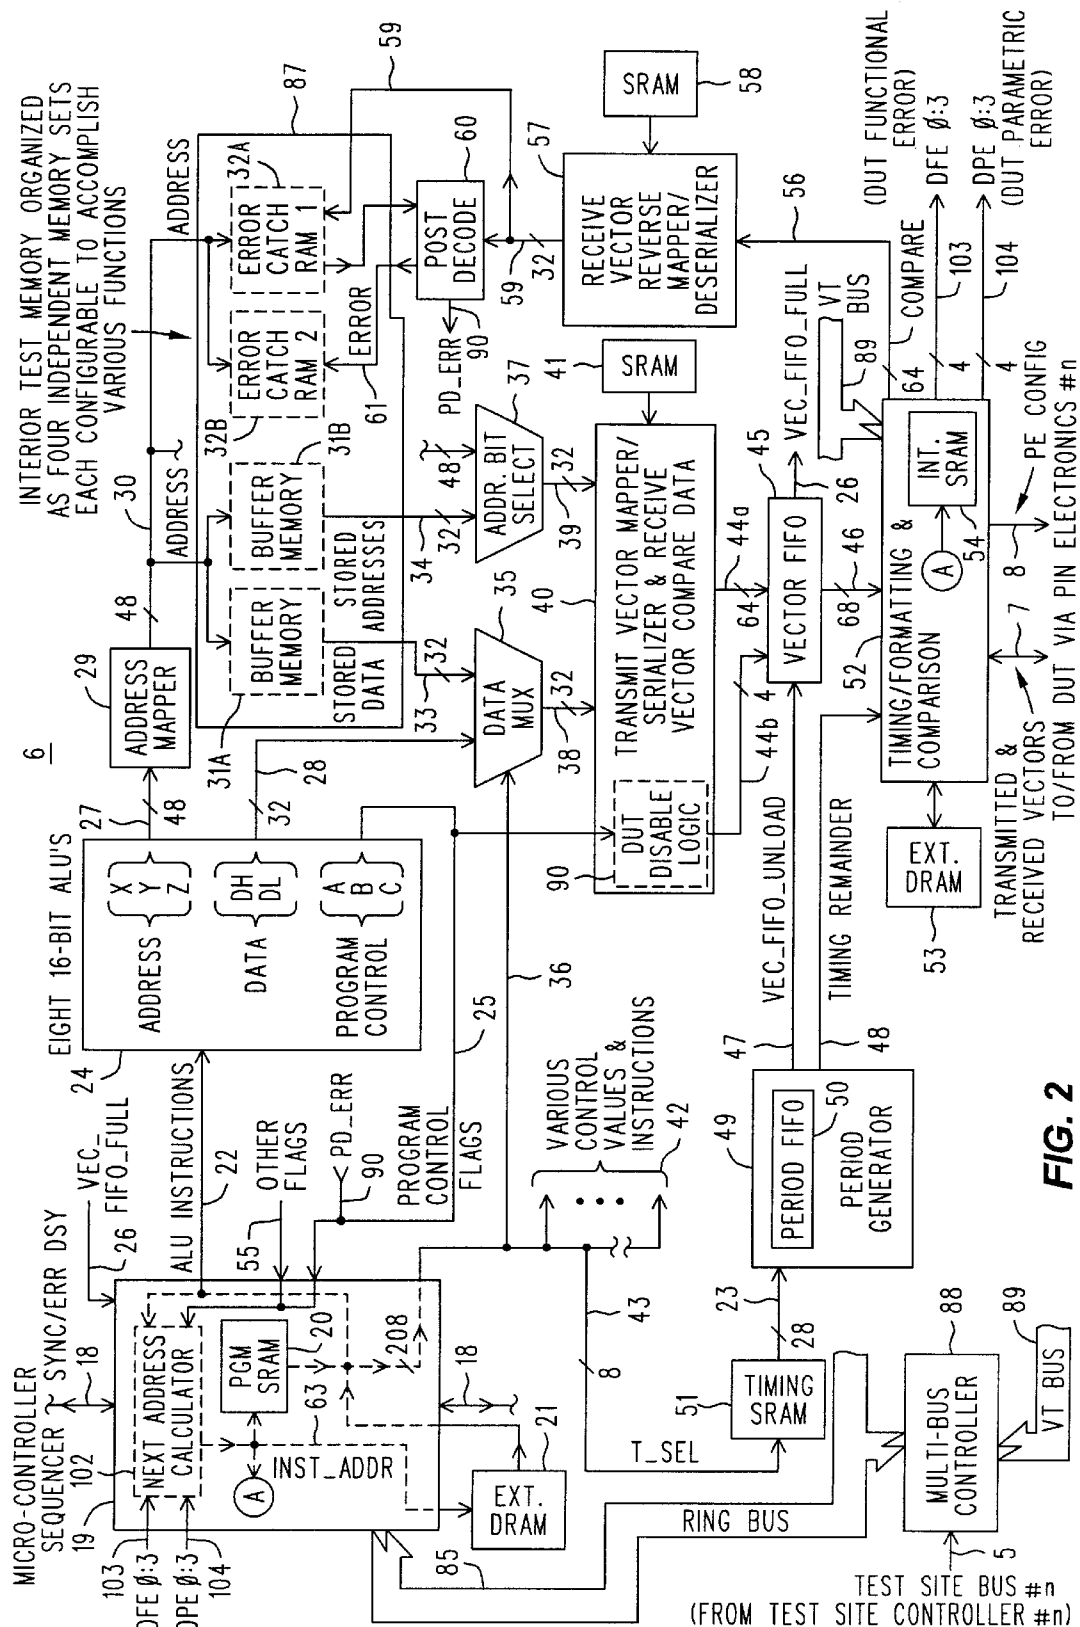 6
INTERIOR TEST MEMORY ORGANIZED
AS FOUR INDEPENDENT MEMORY SETS
EACH CONFIGURABLE TO ACCOMPLISH
VARIOUS FUNCTIONS
MICRO-CONTROLLER
SEQUENCER
SYNC/ERR DSY
18
19
102
103
DFE Ø:3
DPE Ø:3
104
NEXT ADDRESS
CALCULATOR
PGM
SRAM
20
63
208
A
INST_ADDR
18
EXT.
DRAM
21
VEC_
FIFO_FULL
26
ALU INSTRUCTIONS
22
OTHER
FLAGS
55
PD_ERR
90
PROGRAM
CONTROL
FLAGS
25
EIGHT 16-BIT ALU'S
24
ADDRESS
X
Y
Z
DATA
DH
DL
PROGRAM
CONTROL
A
B
C
27
48
32
28
29
ADDRESS
MAPPER
48
30
ADDRESS
ADDRESS
ADDRESS
87
59
31A
BUFFER
MEMORY
BUFFER
MEMORY
31B
32B
ERROR
CATCH
RAM 2
ERROR
CATCH
RAM 1
32A
STORED
DATA
STORED
ADDRESSES
33
32
34
32
61
ERROR
POST
DECODE
60
PD_ERR
90
59
32
36
DATA
MUX
35
38
32
48
ADDR. BIT
SELECT
37
39
32
SRAM
41
40
TRANSMIT VECTOR MAPPER/
SERIALIZER & RECEIVE
VECTOR COMPARE DATA
DUT
DISABLE
LOGIC
90
RECEIVE
VECTOR
REVERSE
MAPPER/
DESERIALIZER
57
SRAM
58
56
44b
4
64
44a
VECTOR FIFO
45
26
VEC_FIFO_FULL
68
46
VT
BUS
89
VARIOUS
CONTROL
VALUES &
INSTRUCTIONS
42
43
8
T_SEL
TIMING
SRAM
51
23
28
49
PERIOD FIFO
50
PERIOD
GENERATOR
47
VEC_FIFO_UNLOAD
TIMING REMAINDER
48
52
TIMING/FORMATTING &
COMPARISON
INT.
SRAM
A
54
EXT.
DRAM
53
64
COMPARE
4
103
DFE Ø:3
(DUT FUNCTIONAL
ERROR)
4
104
DPE Ø:3
(DUT PARAMETRIC
ERROR)
8
PE CONFIG
7
TRANSMITTED &
RECEIVED VECTORS
TO/FROM DUT VIA PIN ELECTRONICS #n
85
RING BUS
MULTI-BUS
CONTROLLER
88
89
VT BUS
5
TEST SITE BUS #n
(FROM TEST SITE CONTROLLER #n)
FIG. 2